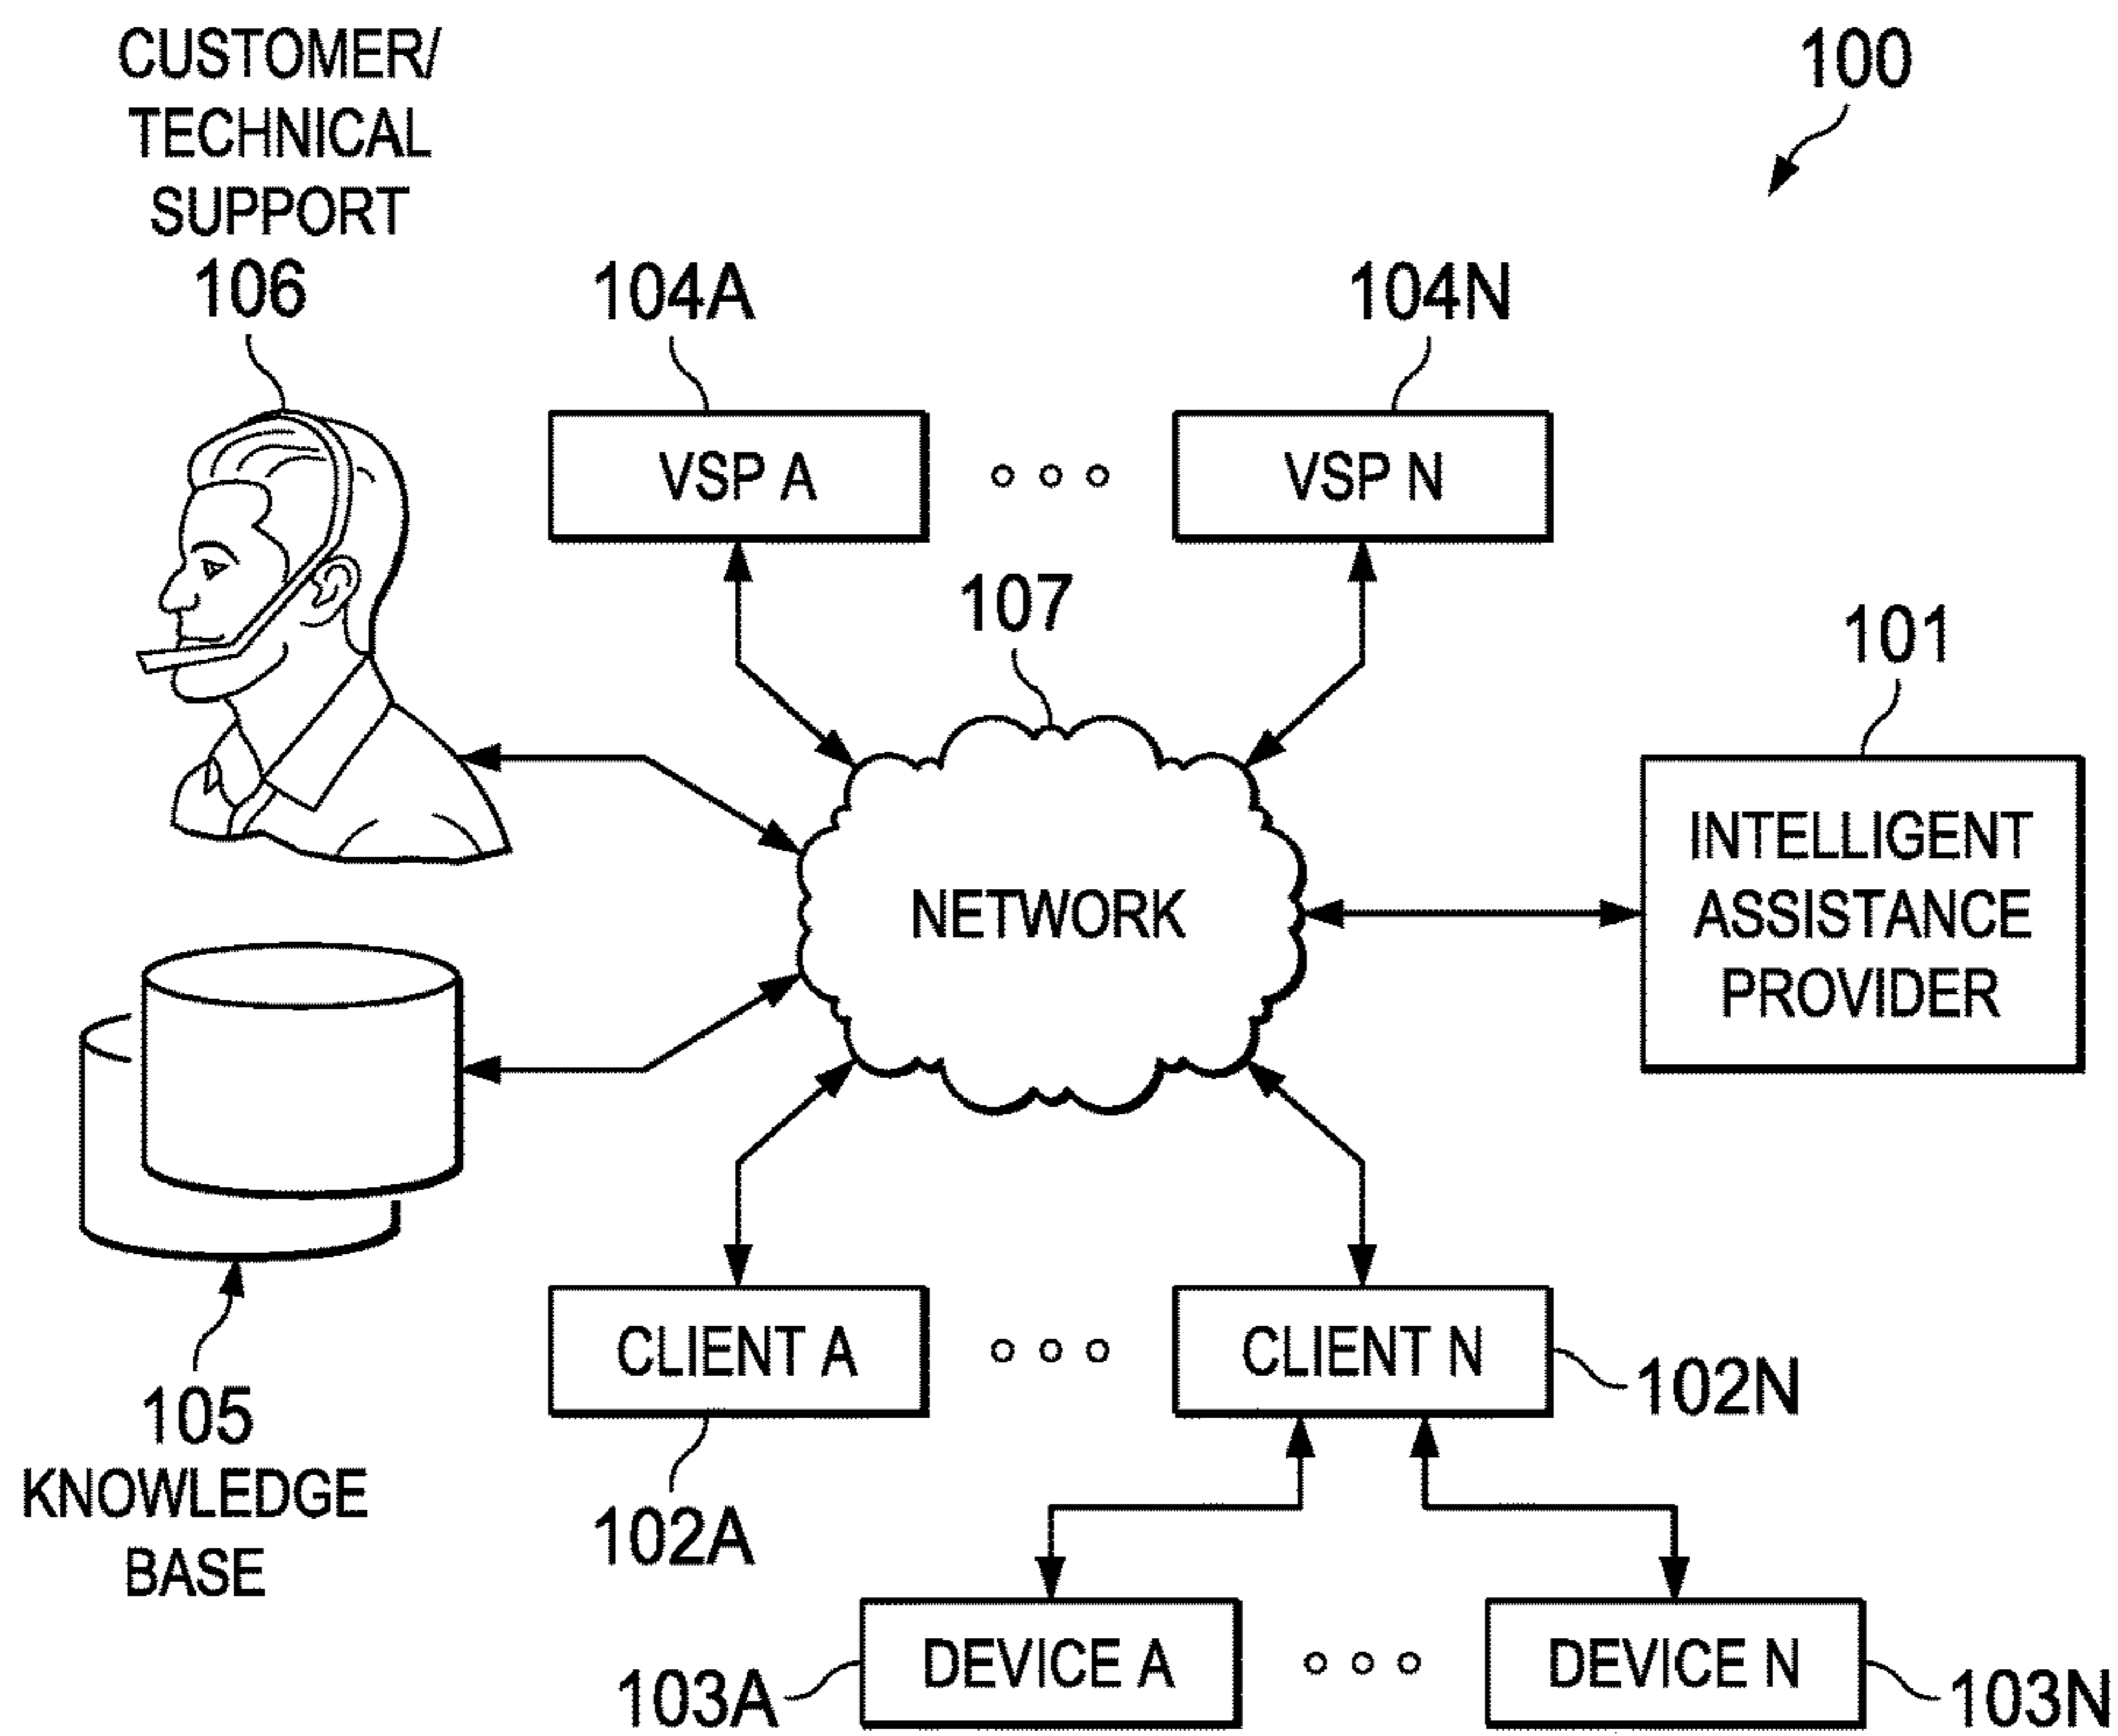 CUSTOMER/
TECHNICAL
SUPPORT
106
100
104A
104N
VSP A
VSP N
107
101
NETWORK
INTELLIGENT
ASSISTANCE
PROVIDER
105
KNOWLEDGE
BASE
CLIENT A
CLIENT N
102N
102A
DEVICE A
DEVICE N
103A
103N